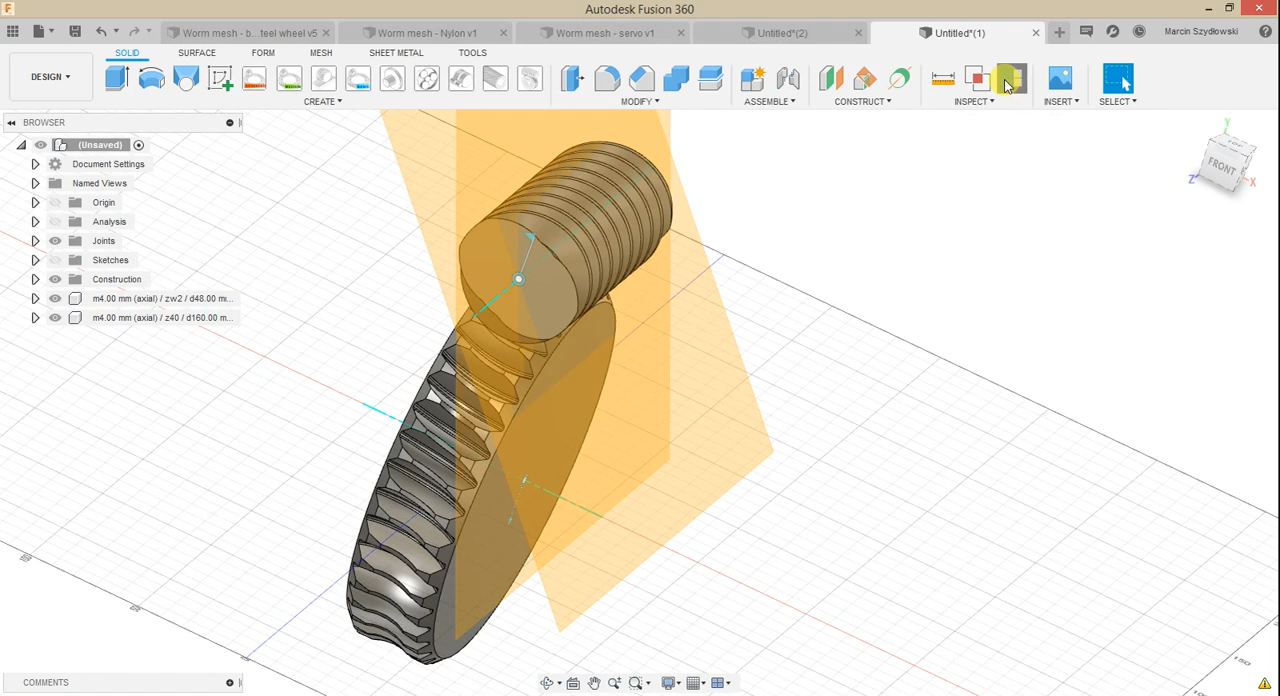 Autodesk Fusion 360
Worm mesh - b...teel wheel v5
Worm mesh - Nylon v1
Worm mesh - servo v1
Untitled*(2)
Untitled*(1)
Marcin Szydłowski
SOLID SURFACE FORM MESH SHEET METAL TOOLS
DESIGN
CREATE MODIFY ASSEMBLE CONSTRUCT INSPECT INSERT SELECT
BROWSER
(Unsaved)
Document Settings
Named Views
Origin
Analysis
Joints
Sketches
Construction
m4.00 mm (axial) / zw2 / d48.00 m...
m4.00 mm (axial) / z40 / d160.00 m...
Y
TOP
FRONT
Z
X
150
COMMENTS